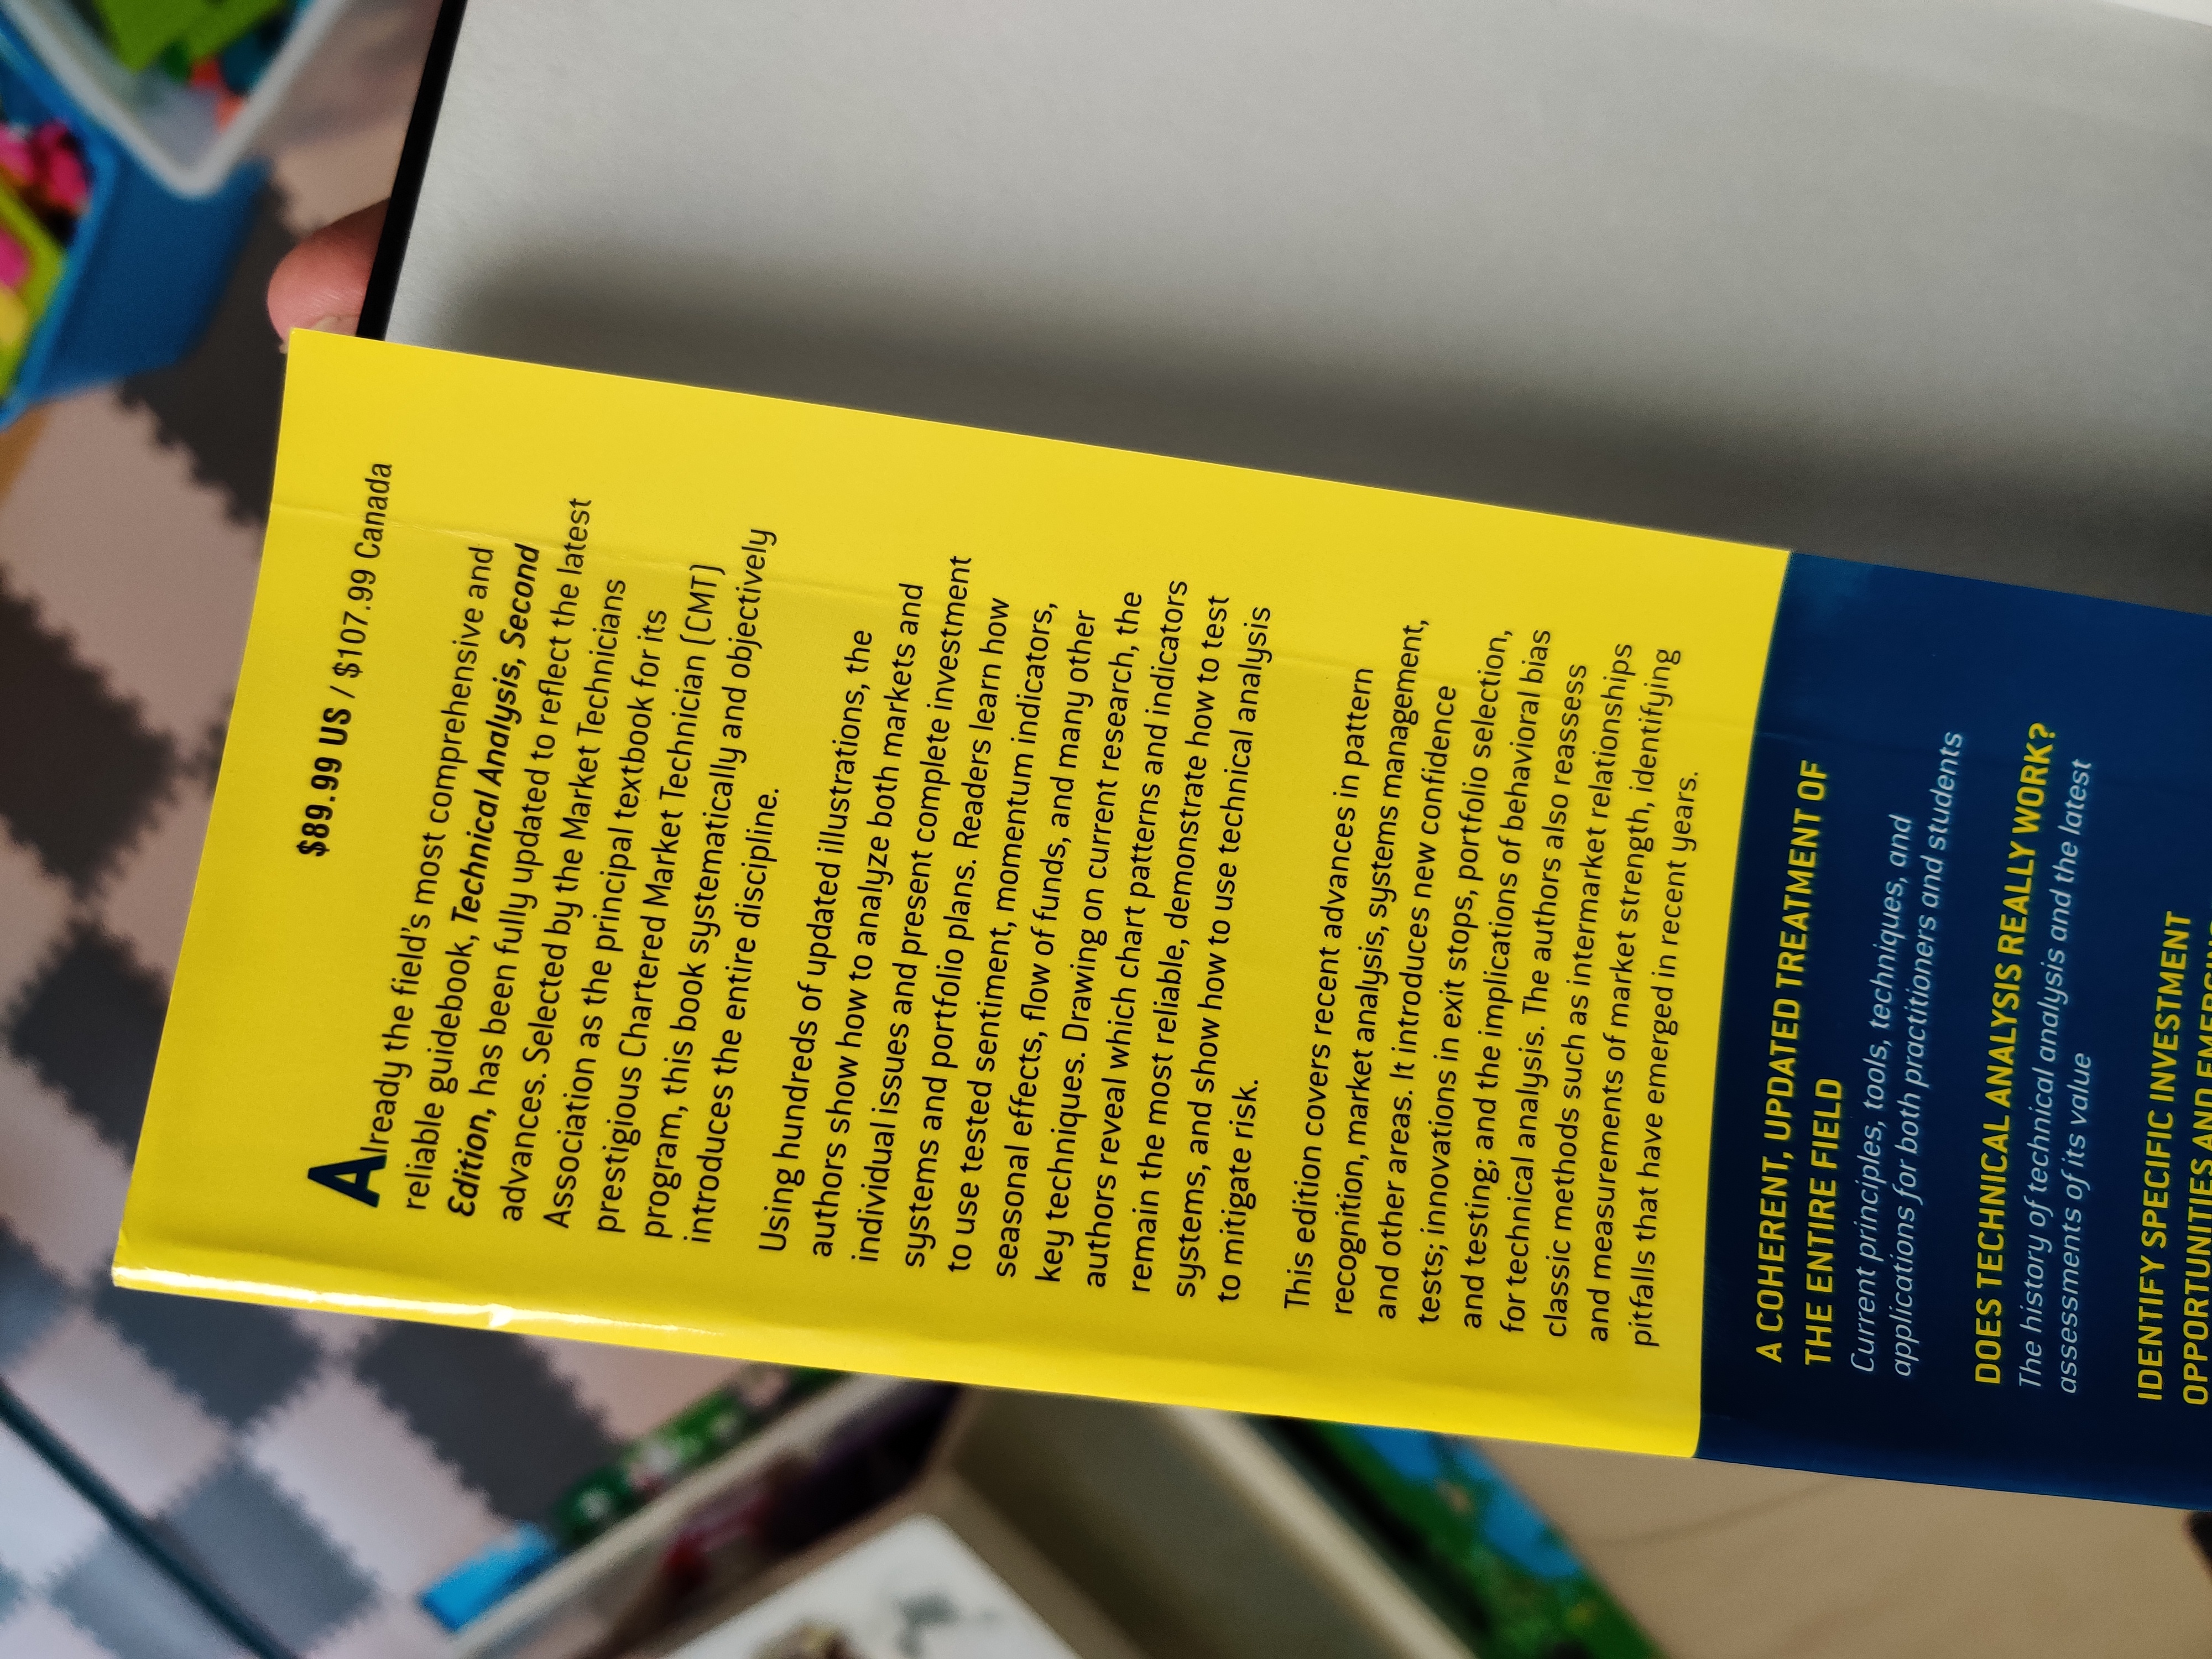 $89.99 US / $107.99 Canada
Already the field's most comprehensive and
reliable guidebook, Technical Analysis, Second
Edition, has been fully updated to reflect the latest
advances. Selected by the Market Technicians
Association as the principal textbook for its
prestigious Chartered Market Technician (CMT)
program, this book systematically and objectively
introduces the entire discipline.
Using hundreds of updated illustrations, the
authors show how to analyze both markets and
individual issues and present complete investment
systems and portfolio plans. Readers learn how
to use tested sentiment, momentum indicators,
seasonal effects, flow of funds, and many other
key techniques. Drawing on current research, the
authors reveal which chart patterns and indicators
remain the most reliable, demonstrate how to test
systems, and show how to use technical analysis
to mitigate risk.
This edition covers recent advances in pattern
recognition, market analysis, systems management,
and other areas. It introduces new confidence
tests; innovations in exit stops, portfolio selection,
and testing; and the implications of behavioral bias
for technical analysis. The authors also reassess
classic methods such as intermarket relationships
and measurements of market strength, identifying
pitfalls that have emerged in recent years.
A COHERENT, UPDATED TREATMENT OF
THE ENTIRE FIELD
Current principles, tools, techniques, and
applications for both practitioners and students
DOES TECHNICAL ANALYSIS REALLY WORK?
The history of technical analysis and the latest
assessments of its value
IDENTIFY SPECIFIC INVESTMENT
OPPORTUNITIES AND